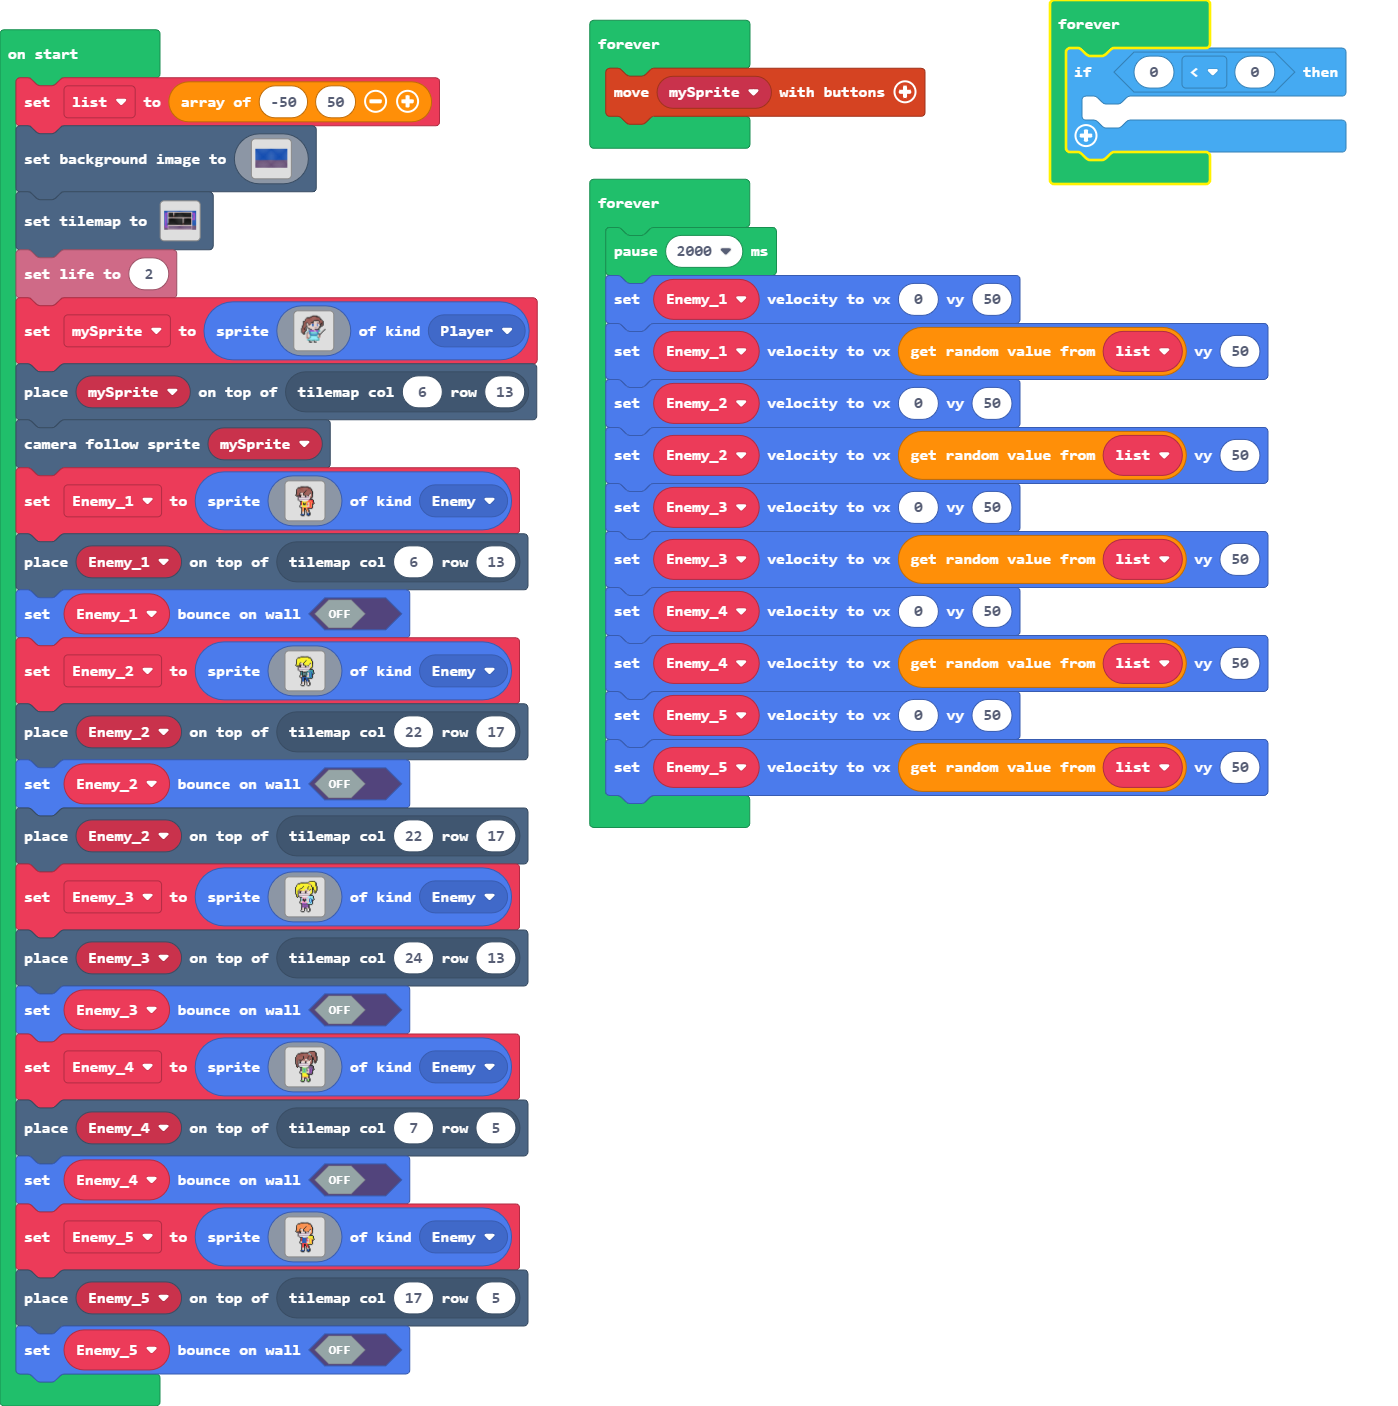 on start
set list to array of -50 50
set background image to
set tilemap to
set life to 2
set mySprite to sprite of kind Player
place mySprite on top of tilemap col 6 row 13
camera follow sprite mySprite
set Enemy_1 to sprite of kind Enemy
place Enemy_1 on top of tilemap col 6 row 13
set Enemy_1 bounce on wall OFF
set Enemy_2 to sprite of kind Enemy
place Enemy_2 on top of tilemap col 22 row 17
set Enemy_2 bounce on wall OFF
place Enemy_2 on top of tilemap col 22 row 17
set Enemy_3 to sprite of kind Enemy
place Enemy_3 on top of tilemap col 24 row 13
set Enemy_3 bounce on wall OFF
set Enemy_4 to sprite of kind Enemy
place Enemy_4 on top of tilemap col 7 row 5
set Enemy_4 bounce on wall OFF
set Enemy_5 to sprite of kind Enemy
place Enemy_5 on top of tilemap col 17 row 5
set Enemy_5 bounce on wall OFF
forever
move mySprite with buttons
forever
pause 2000 ms
set Enemy_1 velocity to vx 0 vy 50
set Enemy_1 velocity to vx get random value from list vy 50
set Enemy_2 velocity to vx 0 vy 50
set Enemy_2 velocity to vx get random value from list vy 50
set Enemy_3 velocity to vx 0 vy 50
set Enemy_3 velocity to vx get random value from list vy 50
set Enemy_4 velocity to vx 0 vy 50
set Enemy_4 velocity to vx get random value from list vy 50
set Enemy_5 velocity to vx 0 vy 50
set Enemy_5 velocity to vx get random value from list vy 50
forever
if 0 < 0 then